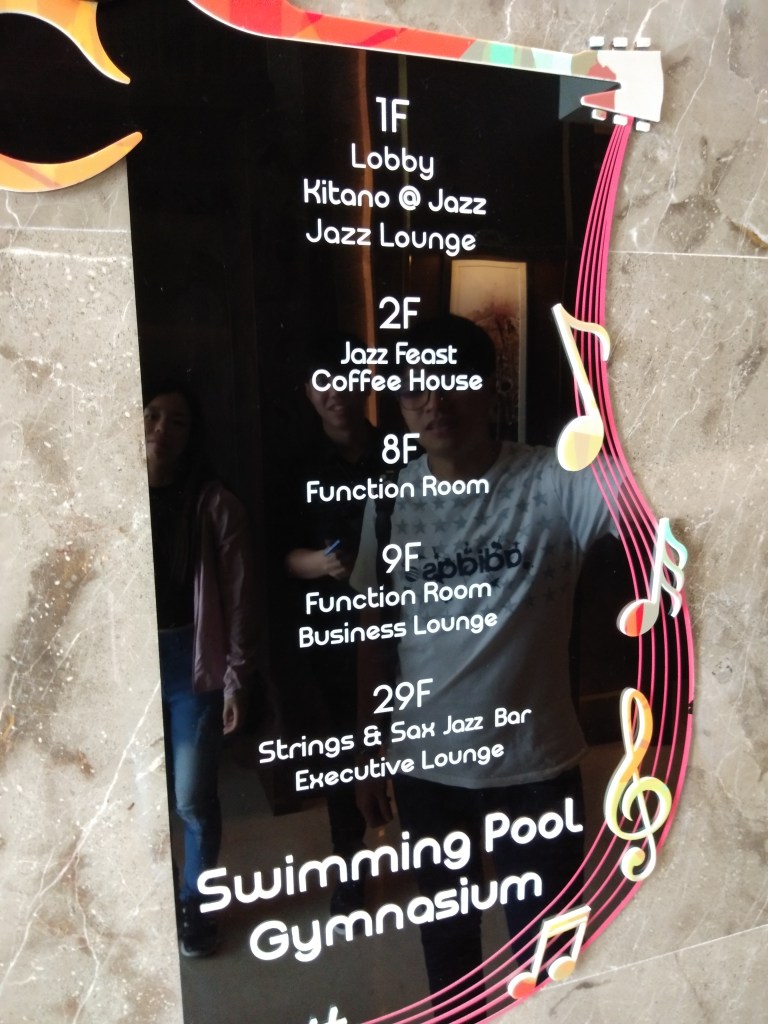 1F
Lobby
Kitano @ Jazz
Jazz Lounge
2F
Jazz Feast
Coffee House
8F
Function Room
9F
Function Room
Business Lounge
29F
Strings & Sax Jazz Bar
Executive Lounge
Swimming Pool
Gymnasium
adidas